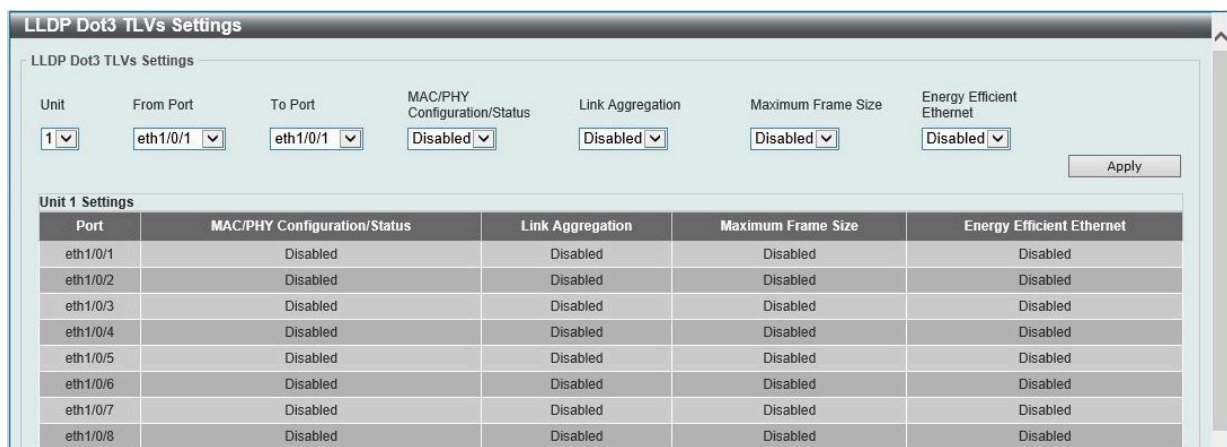 LLDP Dot3 TLVs Settings
LLDP Dot3 TLVs Settings
Unit From Port To Port MAC/PHY Configuration/Status Link Aggregation Maximum Frame Size Energy Efficient Ethernet
1 eth1/0/1 eth1/0/1 Disabled Disabled Disabled Disabled
Apply
Unit 1 Settings
Port MAC/PHY Configuration/Status Link Aggregation Maximum Frame Size Energy Efficient Ethernet
eth1/0/1 Disabled Disabled Disabled Disabled
eth1/0/2 Disabled Disabled Disabled Disabled
eth1/0/3 Disabled Disabled Disabled Disabled
eth1/0/4 Disabled Disabled Disabled Disabled
eth1/0/5 Disabled Disabled Disabled Disabled
eth1/0/6 Disabled Disabled Disabled Disabled
eth1/0/7 Disabled Disabled Disabled Disabled
eth1/0/8 Disabled Disabled Disabled Disabled